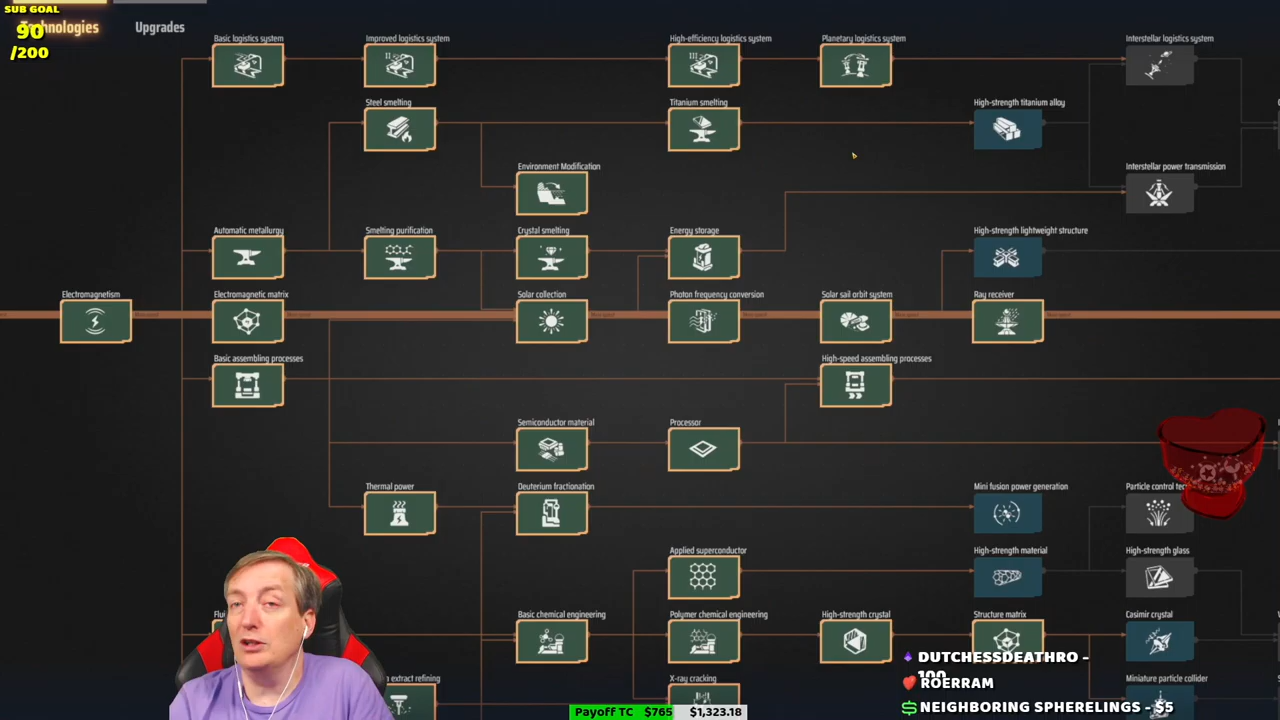 SUB GOAL
90
/200
Technologies
Upgrades
Basic logistics system
Improved logistics system
High-efficiency logistics system
Planetary logistics system
Interstellar logistics system
Steel smelting
Titanium smelting
High-strength titanium alloy
Environment Modification
Interstellar power transmission
Automatic metallurgy
Smelting purification
Crystal smelting
Energy storage
High-strength lightweight structure
Electromagnetism
Electromagnetic matrix
Solar collection
Photon frequency conversion
Solar sail orbit system
Ray receiver
Basic assembling processes
High-speed assembling processes
Semiconductor material
Processor
Thermal power
Deuterium fractionation
Mini fusion power generation
Particle control
Applied superconductor
High-strength material
High-strength glass
Basic chemical engineering
Polymer chemical engineering
High-strength crystal
Structure matrix
Casimir crystal
DUTCHESSDEATHRO -
100
ROERRAM
extract refining
X-ray cracking
Miniature particle collider
NEIGHBORING SPHERELINGS - $5
Payoff TC $765 $1,323.18